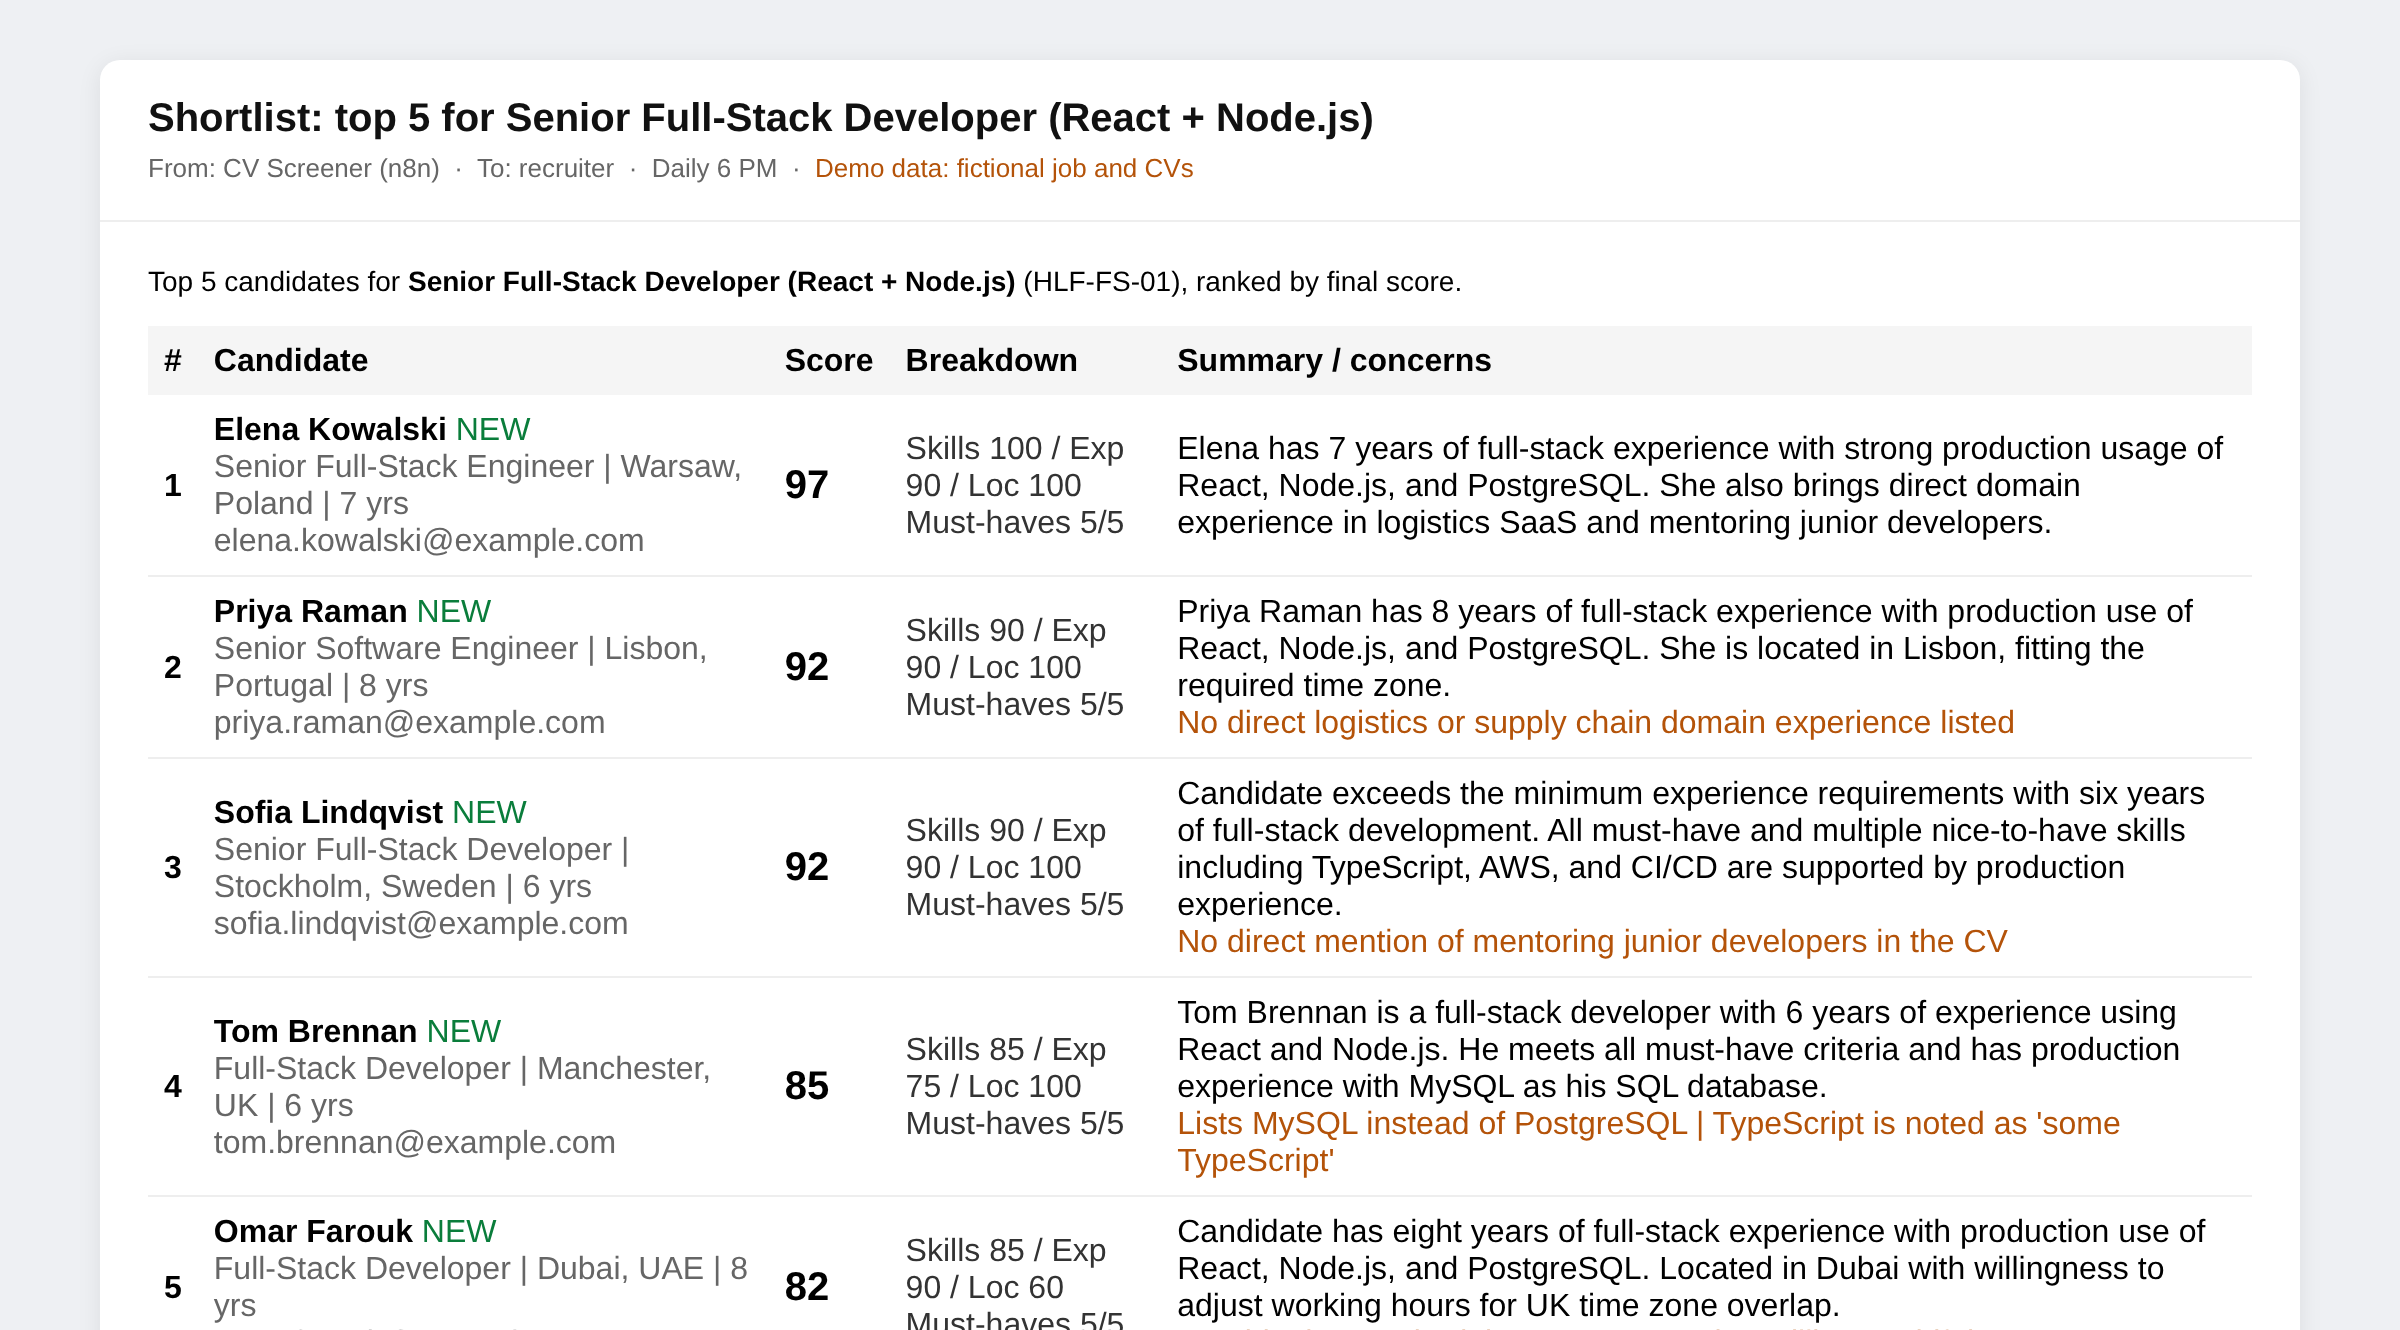 Shortlist: top 5 for Senior Full-Stack Developer (React + Node.js)
From: CV Screener (n8n) · To: recruiter · Daily 6 PM · Demo data: fictional job and CVs
Top 5 candidates for Senior Full-Stack Developer (React + Node.js) (HLF-FS-01), ranked by final score.
# Candidate Score Breakdown Summary / concerns
1
Elena Kowalski NEW
Senior Full-Stack Engineer | Warsaw,
Poland | 7 yrs
elena.kowalski@example.com
97
Skills 100 / Exp
90 / Loc 100
Must-haves 5/5
Elena has 7 years of full-stack experience with strong production usage of
React, Node.js, and PostgreSQL. She also brings direct domain
experience in logistics SaaS and mentoring junior developers.
2
Priya Raman NEW
Senior Software Engineer | Lisbon,
Portugal | 8 yrs
priya.raman@example.com
92
Skills 90 / Exp
90 / Loc 100
Must-haves 5/5
Priya Raman has 8 years of full-stack experience with production use of
React, Node.js, and PostgreSQL. She is located in Lisbon, fitting the
required time zone.
No direct logistics or supply chain domain experience listed
3
Sofia Lindqvist NEW
Senior Full-Stack Developer |
Stockholm, Sweden | 6 yrs
sofia.lindqvist@example.com
92
Skills 90 / Exp
90 / Loc 100
Must-haves 5/5
Candidate exceeds the minimum experience requirements with six years
of full-stack development. All must-have and multiple nice-to-have skills
including TypeScript, AWS, and CI/CD are supported by production
experience.
No direct mention of mentoring junior developers in the CV
4
Tom Brennan NEW
Full-Stack Developer | Manchester,
UK | 6 yrs
tom.brennan@example.com
85
Skills 85 / Exp
75 / Loc 100
Must-haves 5/5
Tom Brennan is a full-stack developer with 6 years of experience using
React and Node.js. He meets all must-have criteria and has production
experience with MySQL as his SQL database.
Lists MySQL instead of PostgreSQL | TypeScript is noted as 'some
TypeScript'
5
Omar Farouk NEW
Full-Stack Developer | Dubai, UAE | 8
yrs
82
Skills 85 / Exp
90 / Loc 60
Must-haves 5/5
Candidate has eight years of full-stack experience with production use of
React, Node.js, and PostgreSQL. Located in Dubai with willingness to
adjust working hours for UK time zone overlap.